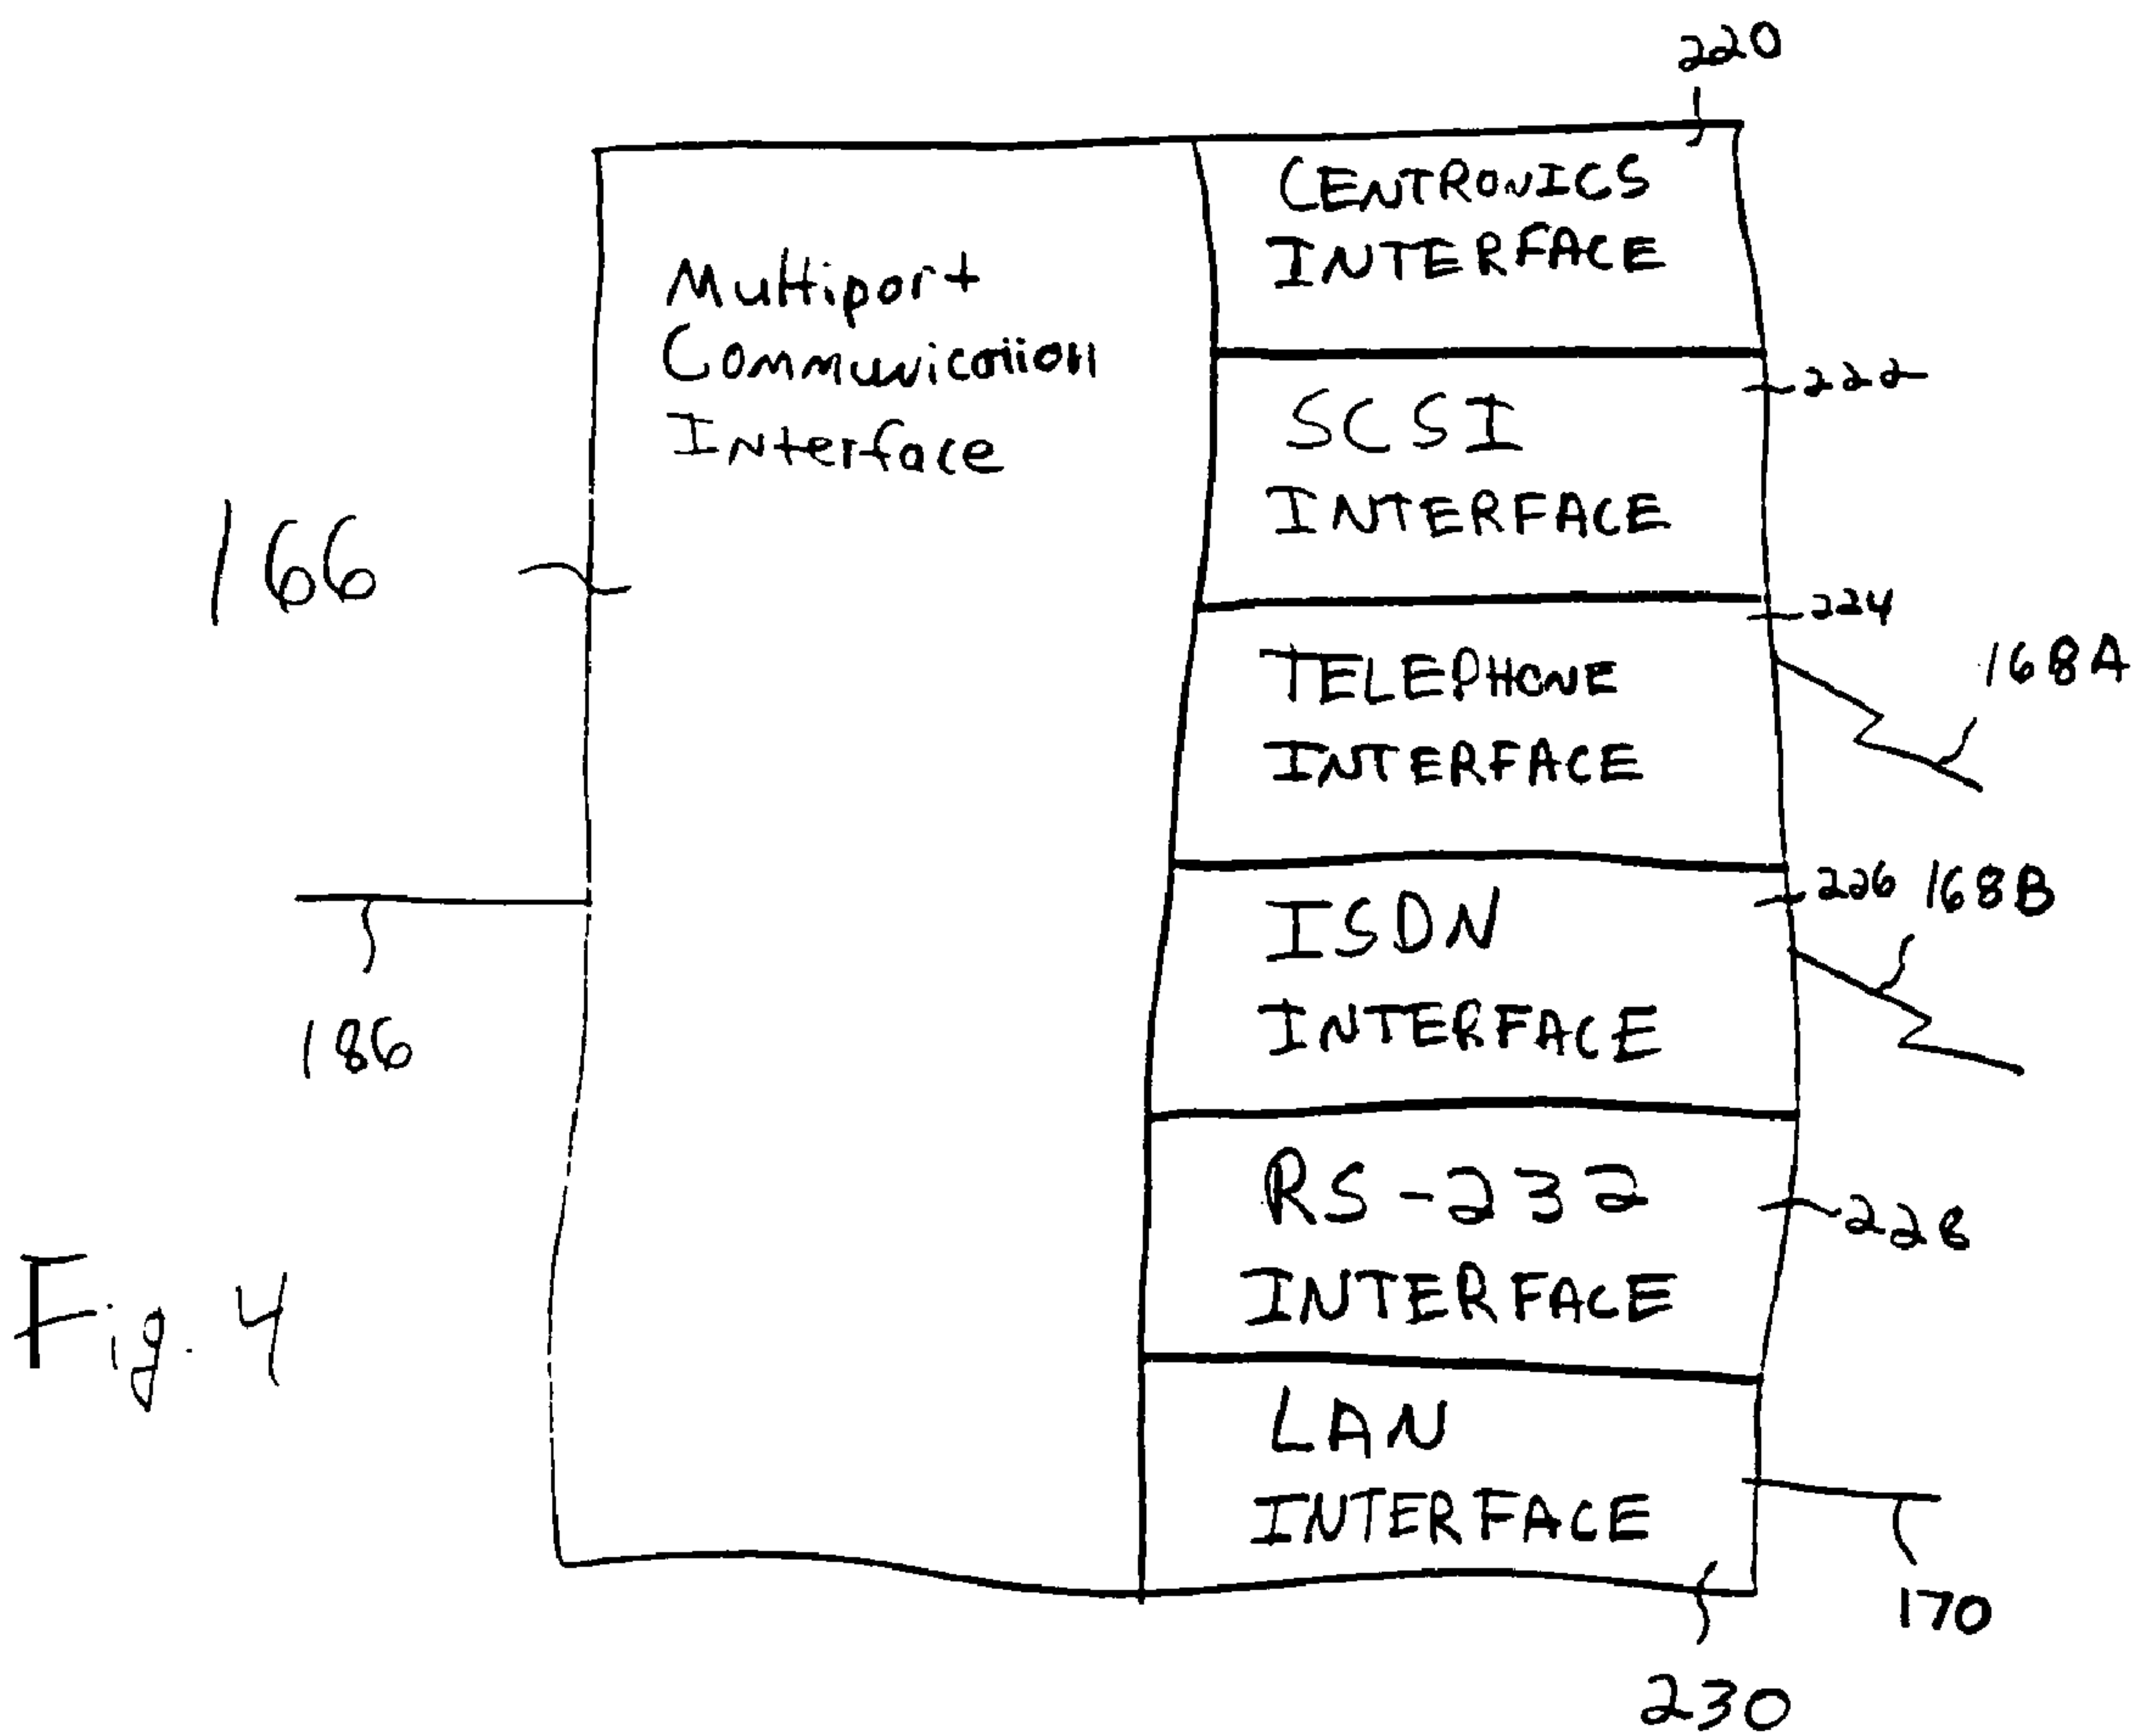 220
CENTRONICS
INTERFACE
Multiport
Communication
Interface
222
SCSI
INTERFACE
166
224
TELEPHONE
INTERFACE
168A
226 168B
ISDN
INTERFACE
186
RS-232
INTERFACE
228
Fig. 4
LAN
INTERFACE
170
230